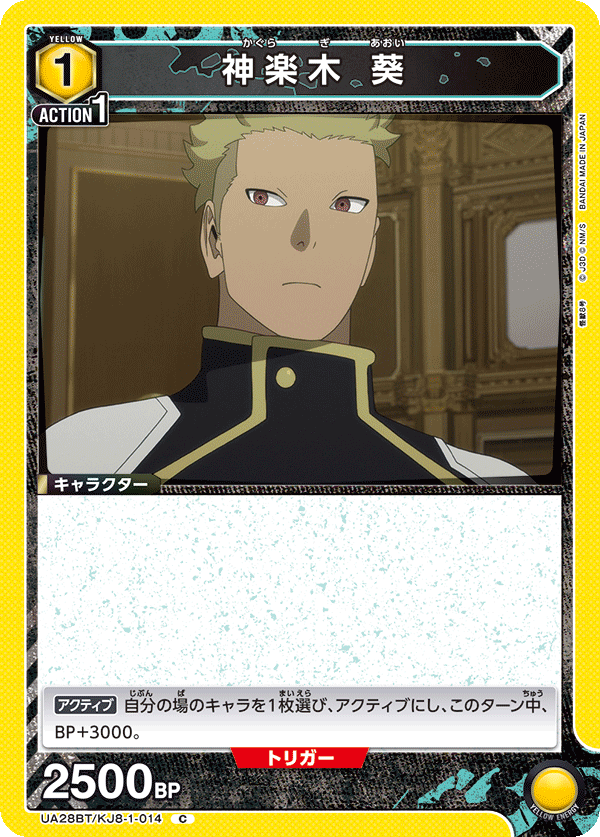 YELLOW
1
かぐら ぎ あおい
神楽木 葵
ACTION 1
BANDAI MADE IN JAPAN
© J3D © NM/S
怪獣8号
キャラクター
じぶん ば まいえら ちゅう
アクティブ 自分の場のキャラを1枚選び、アクティブにし、このターン中、
BP+3000。
トリガー
2500BP
UA28BT/KJ8-1-014 C
YELLOW ENERGY